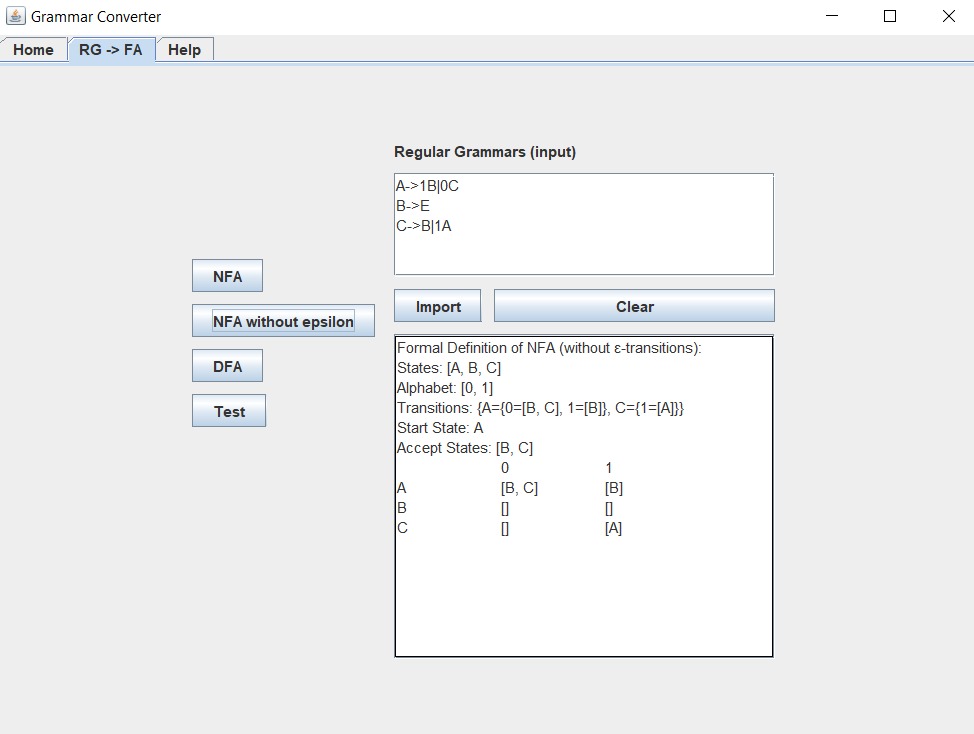 Grammar Converter
Home RG -> FA Help
Regular Grammars (input)
A->1B|0C
B->E
C->B|1A
NFA
NFA without epsilon
DFA
Test
Import Clear
Formal Definition of NFA (without ε-transitions):
States: [A, B, C]
Alphabet: [0, 1]
Transitions: {A={0=[B, C], 1=[B]}, C={1=[A]}}
Start State: A
Accept States: [B, C]
0 1
A [B, C] [B]
B [] []
C [] [A]